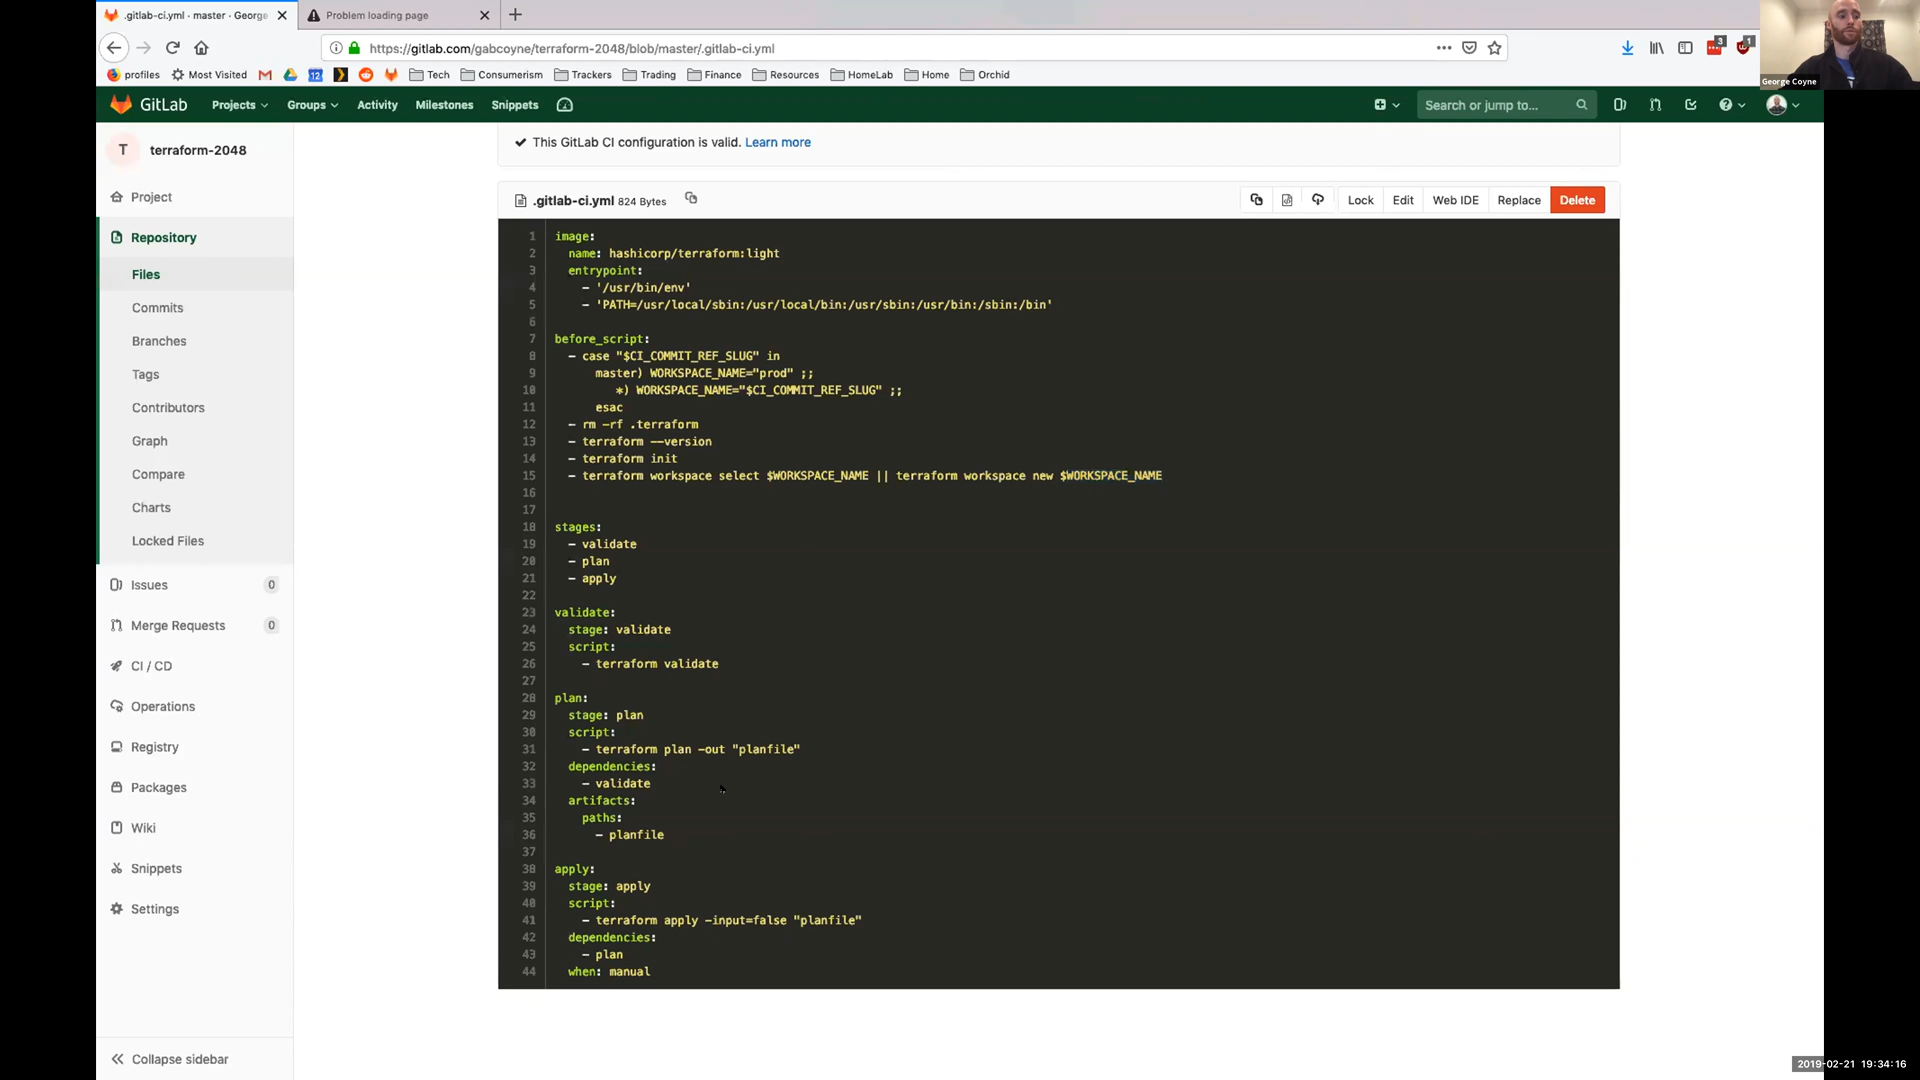 .gitlab-ci.yml - master - George
Problem loading page
https://gitlab.com/gabcoyne/terraform-2048/blob/master/.gitlab-ci.yml
3
1
profiles
Most Visited
12
Tech
Consumerism
Trackers
Trading
Finance
Resources
HomeLab
Home
Orchid
George Coyne
GitLab
Projects
Groups
Activity
Milestones
Snippets
Search or jump to...
T
terraform-2048
Project
Repository
Files
Commits
Branches
Tags
Contributors
Graph
Compare
Charts
Locked Files
Issues 0
Merge Requests 0
CI / CD
Operations
Registry
Packages
Wiki
Snippets
Settings
Collapse sidebar
This GitLab CI configuration is valid. Learn more
.gitlab-ci.yml 824 Bytes
Lock
Edit
Web IDE
Replace
Delete
1 image:
2 name: hashicorp/terraform:light
3 entrypoint:
4 - '/usr/bin/env'
5 - 'PATH=/usr/local/sbin:/usr/local/bin:/usr/sbin:/usr/bin:/sbin:/bin'
6
7 before_script:
8 - case "$CI_COMMIT_REF_SLUG" in
9 master) WORKSPACE_NAME="prod" ;;
10 *) WORKSPACE_NAME="$CI_COMMIT_REF_SLUG" ;;
11 esac
12 - rm -rf .terraform
13 - terraform --version
14 - terraform init
15 - terraform workspace select $WORKSPACE_NAME || terraform workspace new $WORKSPACE_NAME
16
17
18 stages:
19 - validate
20 - plan
21 - apply
22
23 validate:
24 stage: validate
25 script:
26 - terraform validate
27
28 plan:
29 stage: plan
30 script:
31 - terraform plan -out "planfile"
32 dependencies:
33 - validate
34 artifacts:
35 paths:
36 - planfile
37
38 apply:
39 stage: apply
40 script:
41 - terraform apply -input=false "planfile"
42 dependencies:
43 - plan
44 when: manual
2019-02-21 19:34:16